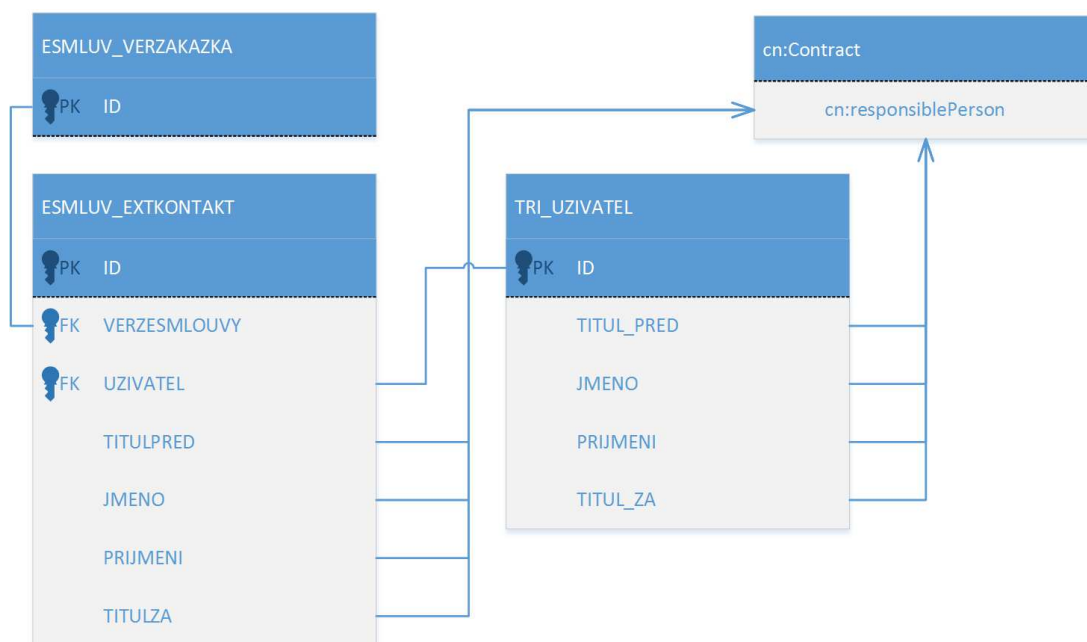 ESMLUV_VERZAKAZKA
PK ID
cn:Contract
cn:responsiblePerson
ESMLUV_EXTKONTAKT
PK ID
FK VERZESMLOUVY
FK UZIVATEL
TITULPRED
JMENO
PRIJMENI
TITULZA
TRI_UZIVATEL
PK ID
TITUL_PRED
JMENO
PRIJMENI
TITUL_ZA